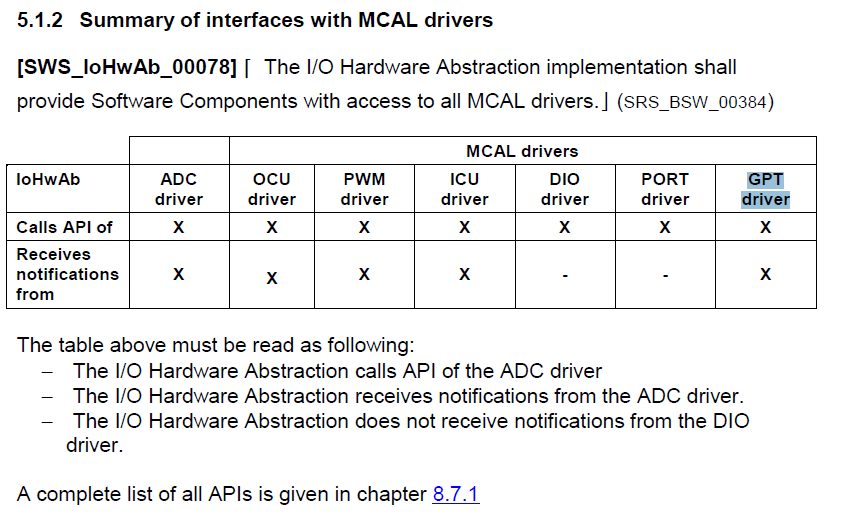 5.1.2 Summary of interfaces with MCAL drivers
[SWS_IoHwAb_00078] ⌈ The I/O Hardware Abstraction implementation shall
provide Software Components with access to all MCAL drivers.⌋ (SRS_BSW_00384)
MCAL drivers
IoHwAb ADC driver OCU driver PWM driver ICU driver DIO driver PORT driver GPT driver
Calls API of X X X X X X X
Receives notifications from X X X X - - X
The table above must be read as following:
– The I/O Hardware Abstraction calls API of the ADC driver
– The I/O Hardware Abstraction receives notifications from the ADC driver.
– The I/O Hardware Abstraction does not receive notifications from the DIO
driver.
A complete list of all APIs is given in chapter 8.7.1